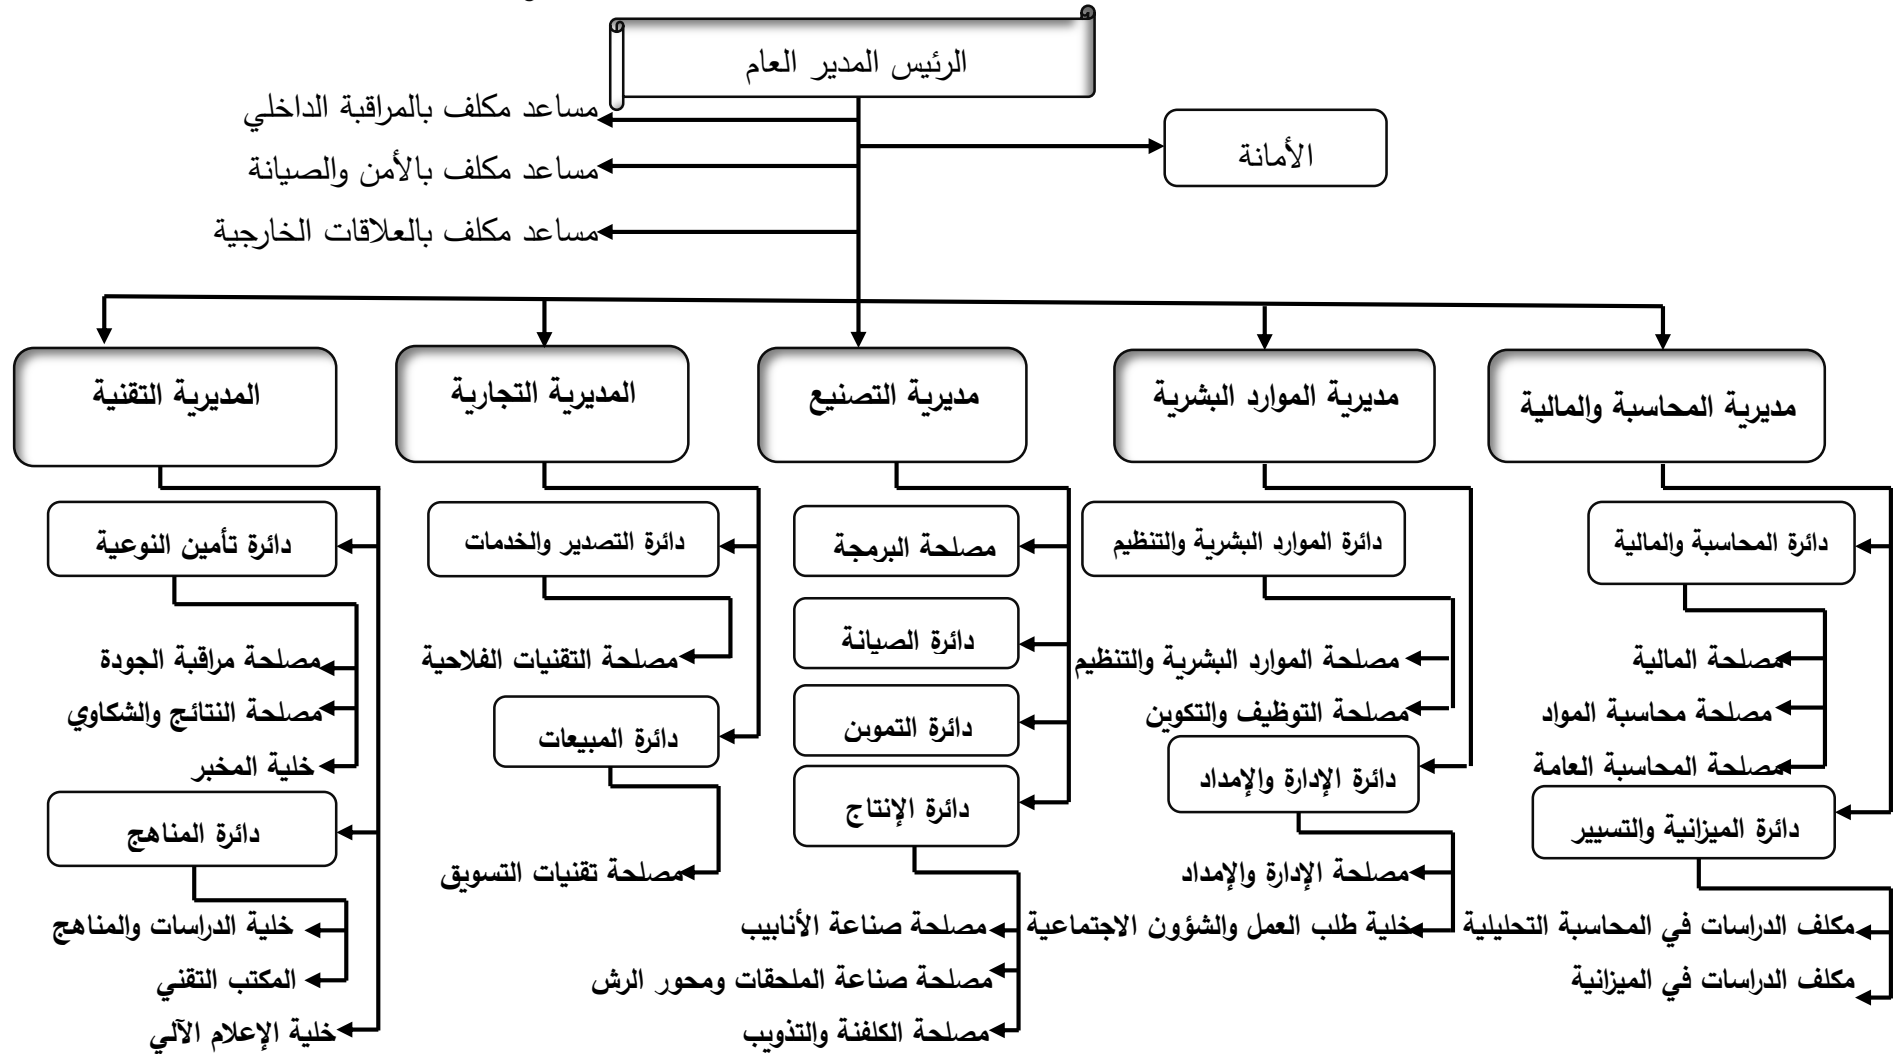 الرئيس المدير العام
مساعد مكلف بالمراقبة الداخلي
الأمانة
مساعد مكلف بالأمن والصيانة
مساعد مكلف بالعلاقات الخارجية
مديرية المحاسبة والمالية
مديرية الموارد البشرية
مديرية التصنيع
المديرية التجارية
المديرية التقنية
دائرة المحاسبة والمالية
مصلحة المالية
مصلحة محاسبة المواد
مصلحة المحاسبة العامة
دائرة الميزانية والتسيير
مكلف الدراسات في المحاسبة التحليلية
مكلف الدراسات في الميزانية
دائرة الموارد البشرية والتنظيم
مصلحة الموارد البشرية والتنظيم
مصلحة التوظيف والتكوين
دائرة الإدارة والإمداد
مصلحة الإدارة والإمداد
خلية طلب العمل والشؤون الاجتماعية
مصلحة البرمجة
دائرة الصيانة
دائرة التموين
دائرة الإنتاج
مصلحة صناعة الأنابيب
مصلحة صناعة الملحقات ومحور الرش
مصلحة الكلفنة والتذويب
دائرة التصدير والخدمات
مصلحة التقنيات الفلاحية
دائرة المبيعات
مصلحة تقنيات التسويق
دائرة تأمين النوعية
مصلحة مراقبة الجودة
مصلحة النتائج والشكاوي
خلية المخبر
دائرة المناهج
خلية الدراسات والمناهج
المكتب التقني
خلية الإعلام الآلي